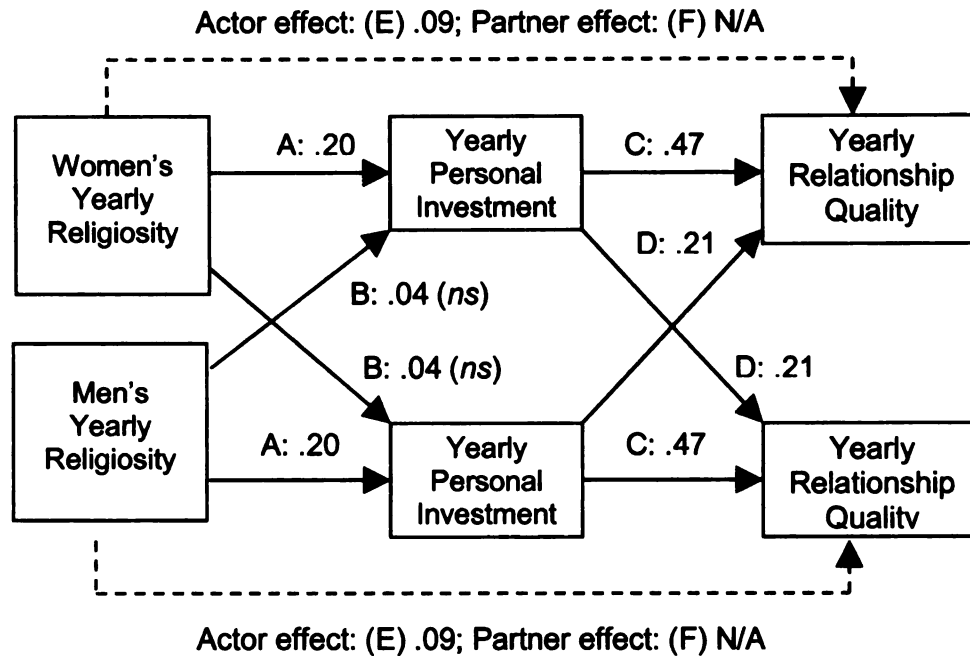 Actor effect: (E) .09; Partner effect: (F) N/A
Women's
Yearly
Religiosity
A: .20
Yearly
Personal
Investment
C: .47
Yearly
Relationship
Quality
B: .04 (ns)
D: .21
B: .04 (ns)
D: .21
Men's
Yearly
Religiosity
A: .20
Yearly
Personal
Investment
C: .47
Yearly
Relationship
Quality
Actor effect: (E) .09; Partner effect: (F) N/A